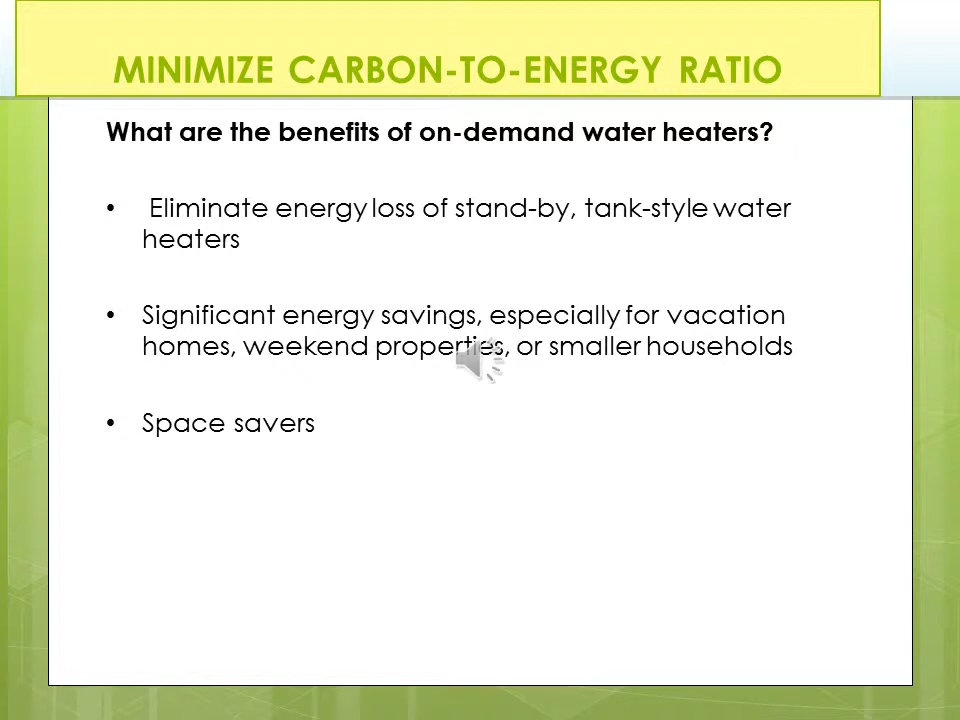 MINIMIZE CARBON-TO-ENERGY RATIO
What are the benefits of on-demand water heaters?
• Eliminate energy loss of stand-by, tank-style water
heaters
• Significant energy savings, especially for vacation
homes, weekend properties, or smaller households
• Space savers